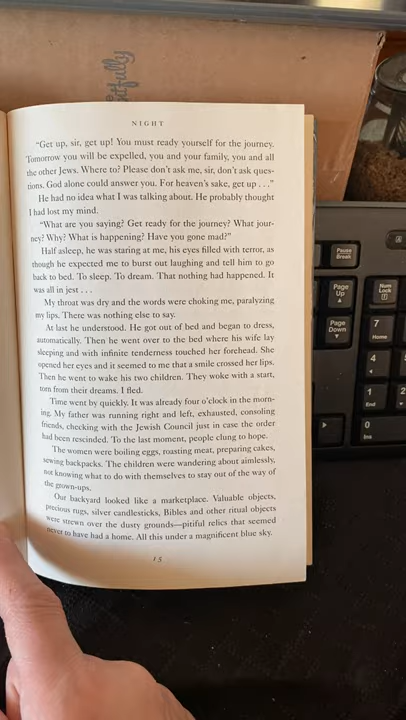 NIGHT
"Get up, sir, get up! You must ready yourself for the journey.
Tomorrow you will be expelled, you and your family, you and all
the other Jews. Where to? Please don't ask me, sir, don't ask ques-
tions. God alone could answer you. For heaven's sake, get up . . ."
He had no idea what I was talking about. He probably thought
I had lost my mind.
"What are you saying? Get ready for the journey? What jour-
ney? Why? What is happening? Have you gone mad?"
Half asleep, he was staring at me, his eyes filled with terror, as
though he expected me to burst out laughing and tell him to go
back to bed. To sleep. To dream. That nothing had happened. It
was all in jest . . .
My throat was dry and the words were choking me, paralyzing
my lips. There was nothing else to say.
At last he understood. He got out of bed and began to dress,
automatically. Then he went over to the bed where his wife lay
sleeping and with infinite tenderness touched her forehead. She
opened her eyes and it seemed to me that a smile crossed her lips.
Then he went to wake his two children. They woke with a start,
torn from their dreams. I fled.
Time went by quickly. It was already four o'clock in the morn-
ing. My father was running right and left, exhausted, consoling
friends, checking with the Jewish Council just in case the order
had been rescinded. To the last moment, people clung to hope.
The women were boiling eggs, roasting meat, preparing cakes,
sewing backpacks. The children were wandering about aimlessly,
not knowing what to do with themselves to stay out of the way of
the grown-ups.
Our backyard looked like a marketplace. Valuable objects,
precious rugs, silver candlesticks, Bibles and other ritual objects
were strewn over the dusty grounds—pitiful relics that seemed
never to have had a home. All this under a magnificent blue sky.
15
Pause
Break
Page
Up
Num
Lock
Page
Down
7
Home
4
1
End
2
0
Ins